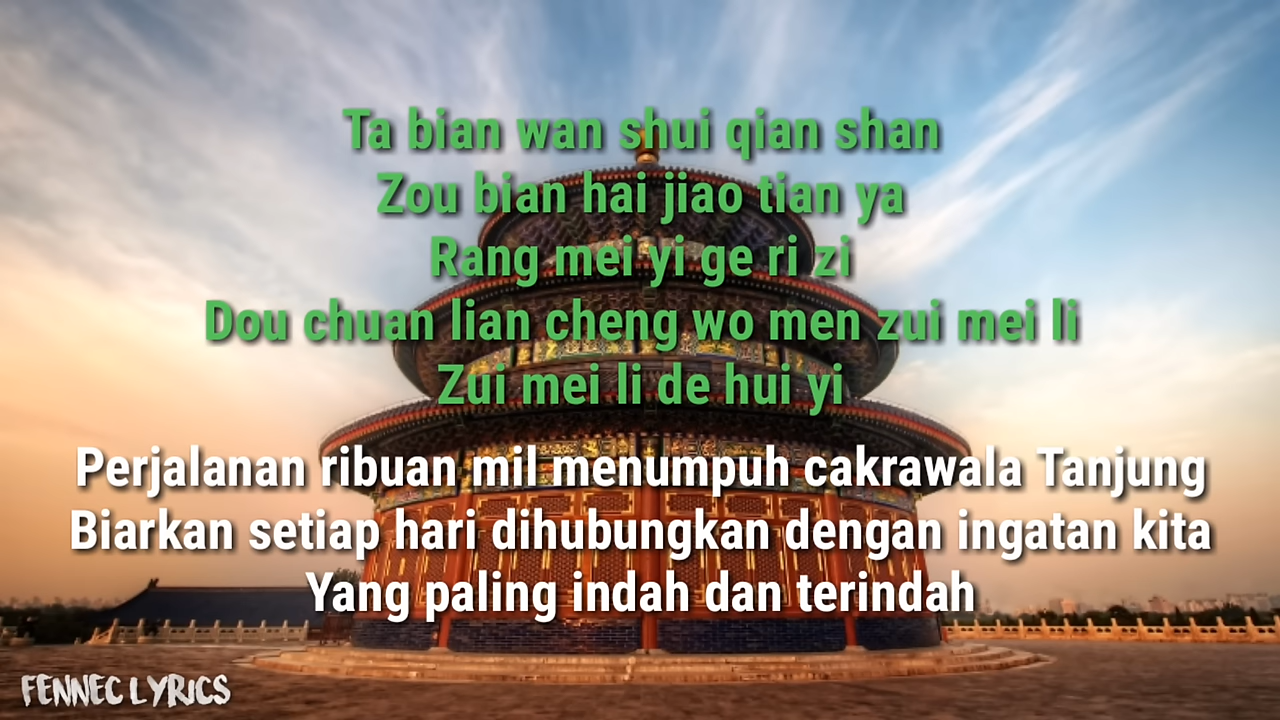 Ta bian wan shui qian shan
Zou bian hai jiao tian ya
Rang mei yi ge ri zi
Dou chuan lian cheng wo men zui mei li
Zui mei li de hui yi
Perjalanan ribuan mil menumpuh cakrawala Tanjung
Biarkan setiap hari dihubungkan dengan ingatan kita
Yang paling indah dan terindah
FENNEC LYRICS